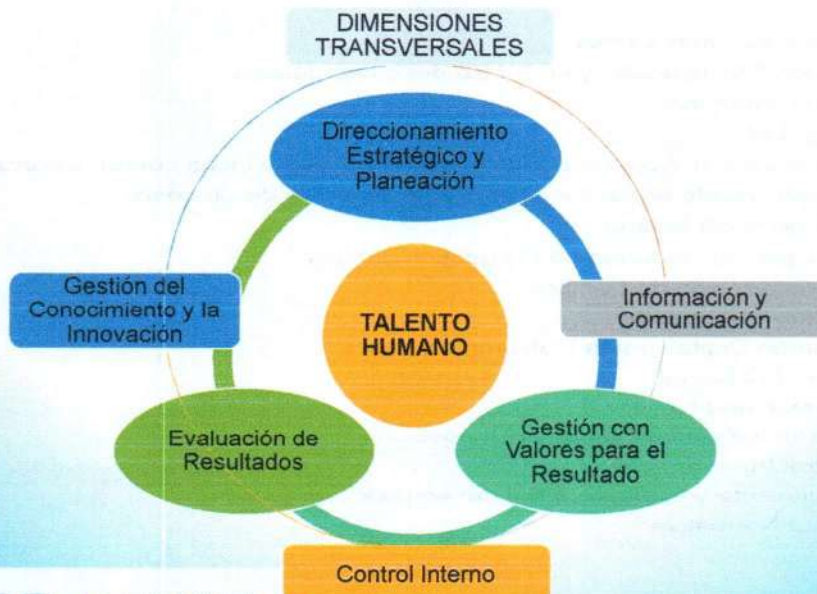 DIMENSIONES
TRANSVERSALES
Direccionamiento
Estratégico y
Planeación
Gestión del
Conocimiento y la
Innovación
TALENTO
HUMANO
Información y
Comunicación
Evaluación de
Resultados
Gestión con
Valores para el
Resultado
Control Interno